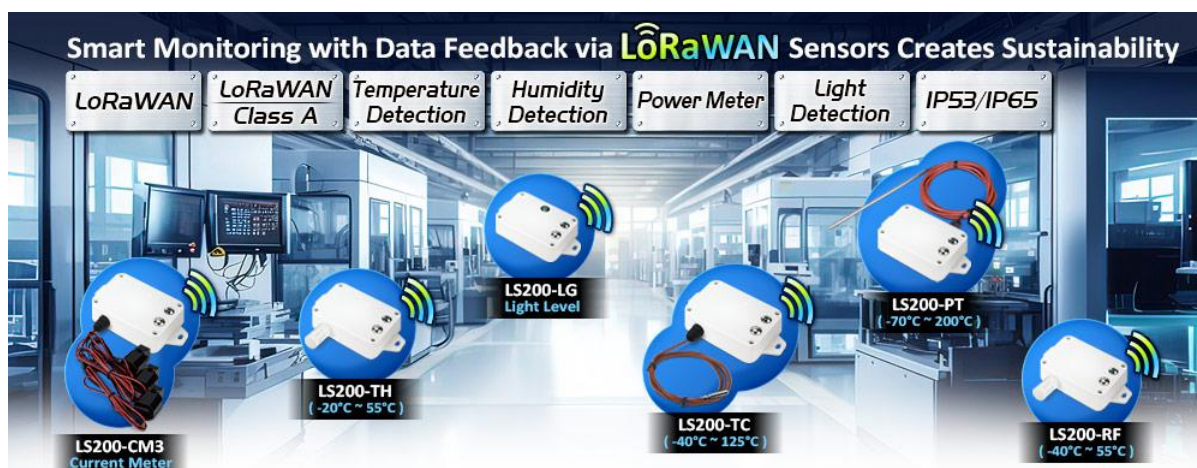 Smart Monitoring with Data Feedback via LoRaWAN Sensors Creates Sustainability
LoRaWAN
LoRaWAN
Class A
Temperature
Detection
Humidity
Detection
Power Meter
Light
Detection
IP53/IP65
LS200-LG
Light Level
LS200-PT
( -70°C ~ 200°C )
LS200-TH
( -20°C ~ 55°C )
LS200-TC
( -40°C ~ 125°C )
LS200-RF
( -40°C ~ 55°C )
LS200-CM3
Current Meter